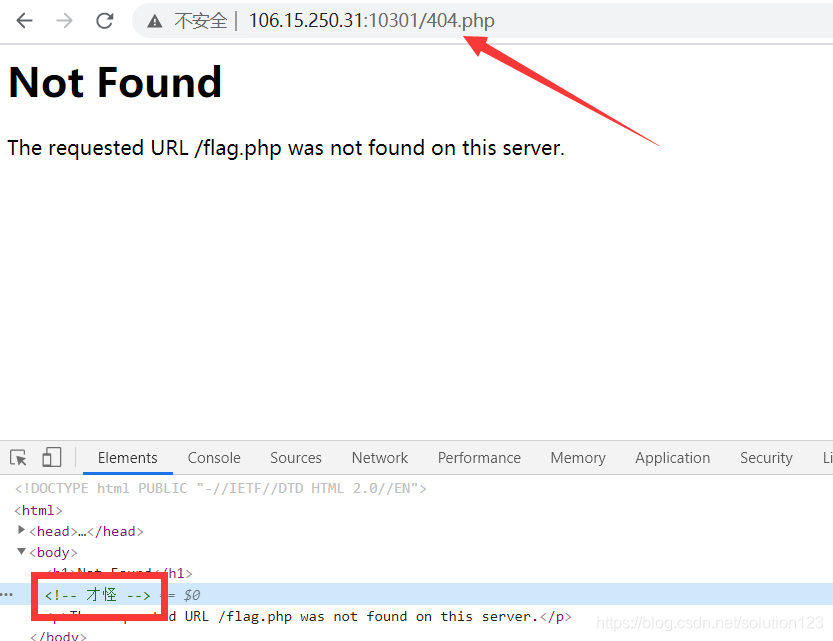 不安全 | 106.15.250.31:10301/404.php
Not Found
The requested URL /flag.php was not found on this server.
Elements Console Sources Network Performance Memory Application Security Li
<!DOCTYPE html PUBLIC "-//IETF//DTD HTML 2.0//EN">
<html>
<head>…</head>
<body>
Not Found</h1>
<!-- 才怪 --> == $0
The requested URL /flag.php was not found on this server.</p>
</body>
https://blog.csdn.net/solution123